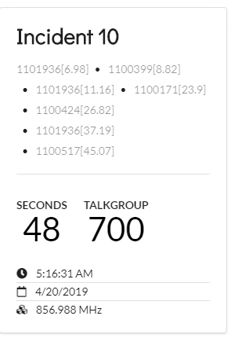 Incident 10
1101936[6.98] • 1100399[8.82]
• 1101936[11.16] • 1100171[23.9]
• 1100424[26.82]
• 1101936[37.19]
• 1100517[45.07]
SECONDS TALKGROUP
48 700
5:16:31 AM
4/20/2019
856.988 MHz